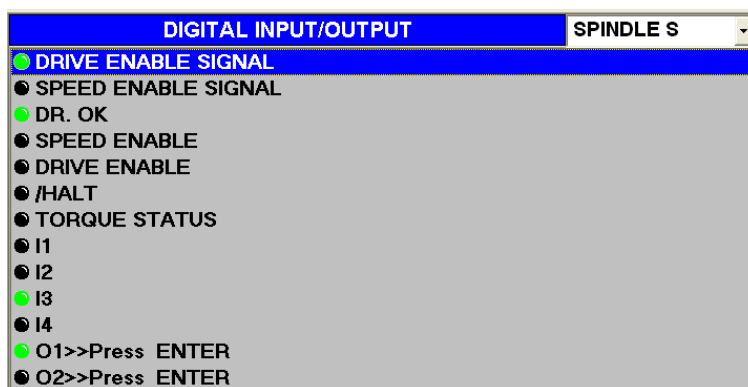 DIGITAL INPUT/OUTPUT SPINDLE S
DRIVE ENABLE SIGNAL
SPEED ENABLE SIGNAL
DR. OK
SPEED ENABLE
DRIVE ENABLE
/HALT
TORQUE STATUS
I1
I2
I3
I4
O1>>Press ENTER
O2>>Press ENTER